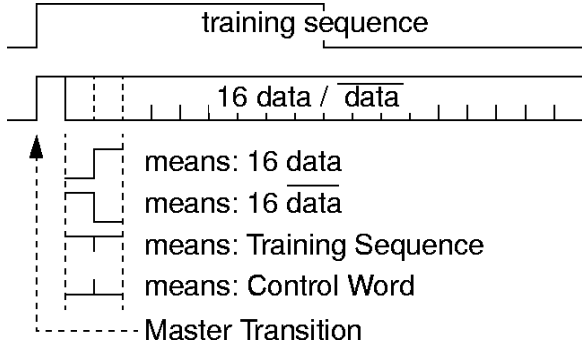 training sequence
16 data / data
means: 16 data
means: 16 data
means: Training Sequence
means: Control Word
Master Transition